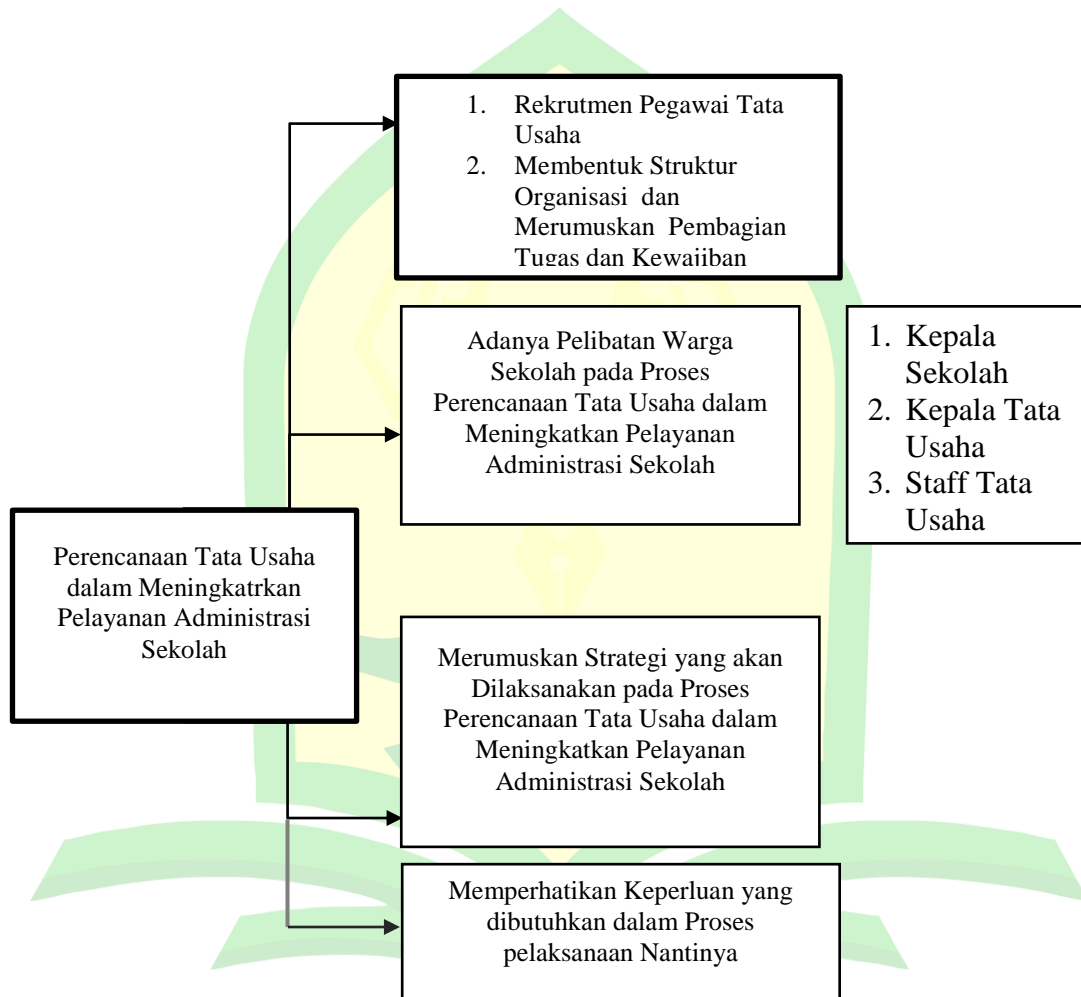 1. Rekrutmen Pegawai Tata
Usaha
2. Membentuk Struktur
Organisasi dan
Merumuskan Pembagian
Tugas dan Kewajiban
Adanya Pelibatan Warga
Sekolah pada Proses
Perencanaan Tata Usaha dalam
Meningkatkan Pelayanan
Administrasi Sekolah
1. Kepala
Sekolah
2. Kepala Tata
Usaha
3. Staff Tata
Usaha
Perencanaan Tata Usaha
dalam Meningkatrkan
Pelayanan Administrasi
Sekolah
Merumuskan Strategi yang akan
Dilaksanakan pada Proses
Perencanaan Tata Usaha dalam
Meningkatkan Pelayanan
Administrasi Sekolah
Memperhatikan Keperluan yang
dibutuhkan dalam Proses
pelaksanaan Nantinya